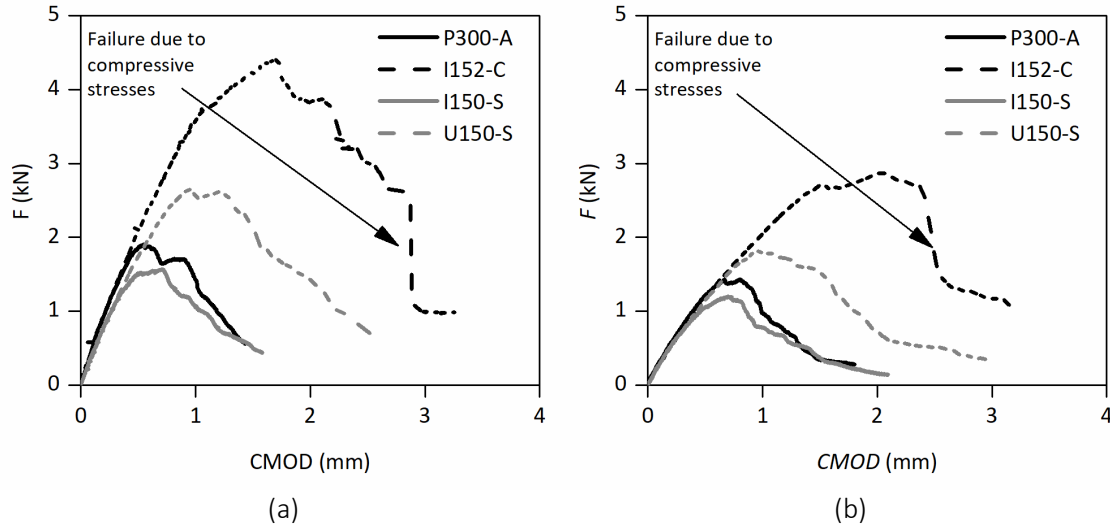 5
4
3
2
1
0
F (kN)
Failure due to
compressive
stresses
P300-A
I152-C
I150-S
U150-S
0 1 2 3 4
CMOD (mm)
(a)
5
4
3
2
1
0
F (kN)
Failure due to
compressive
stresses
P300-A
I152-C
I150-S
U150-S
0 1 2 3 4
CMOD (mm)
(b)